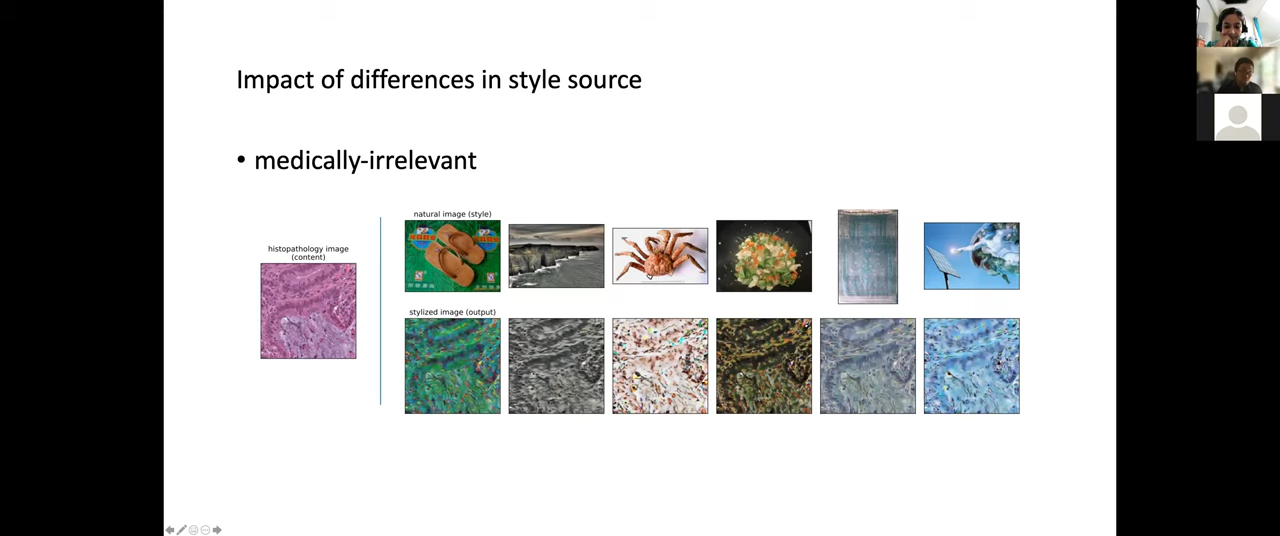 Impact of differences in style source
• medically-irrelevant
natural image (style)
histopathology image
(content)
stylized image (output)